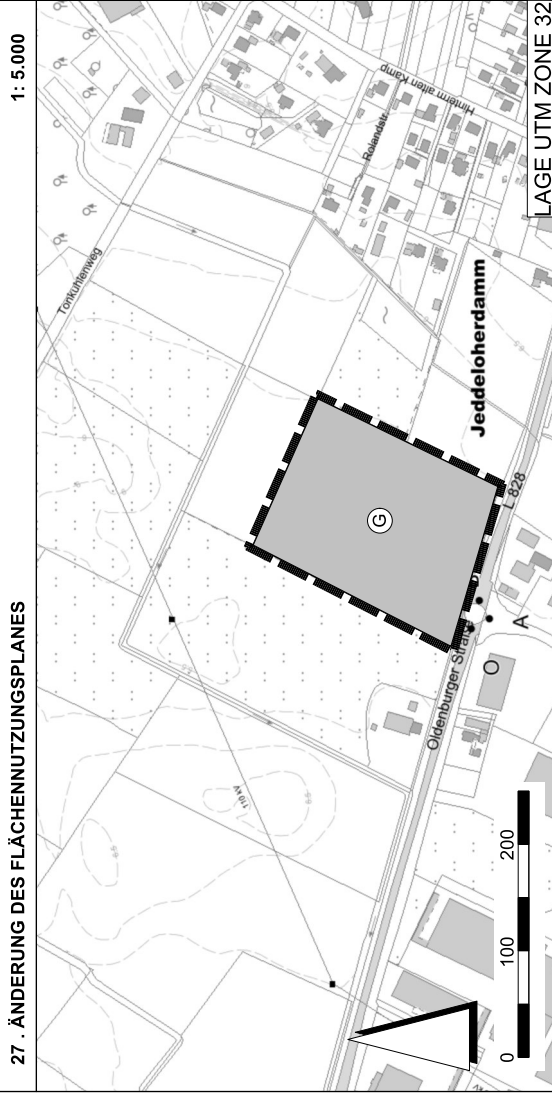 27 . ÄNDERUNG DES FLÄCHENNUTZUNGSPLANES
1: 5.000
Tonkuhlenweg
Hinterm alten Kamp
Rolandstr.
110 kV
Jeddeloherdamm
G
L 828
Oldenburger Straße
O
A
0
100
200
LAGE UTM ZONE 32